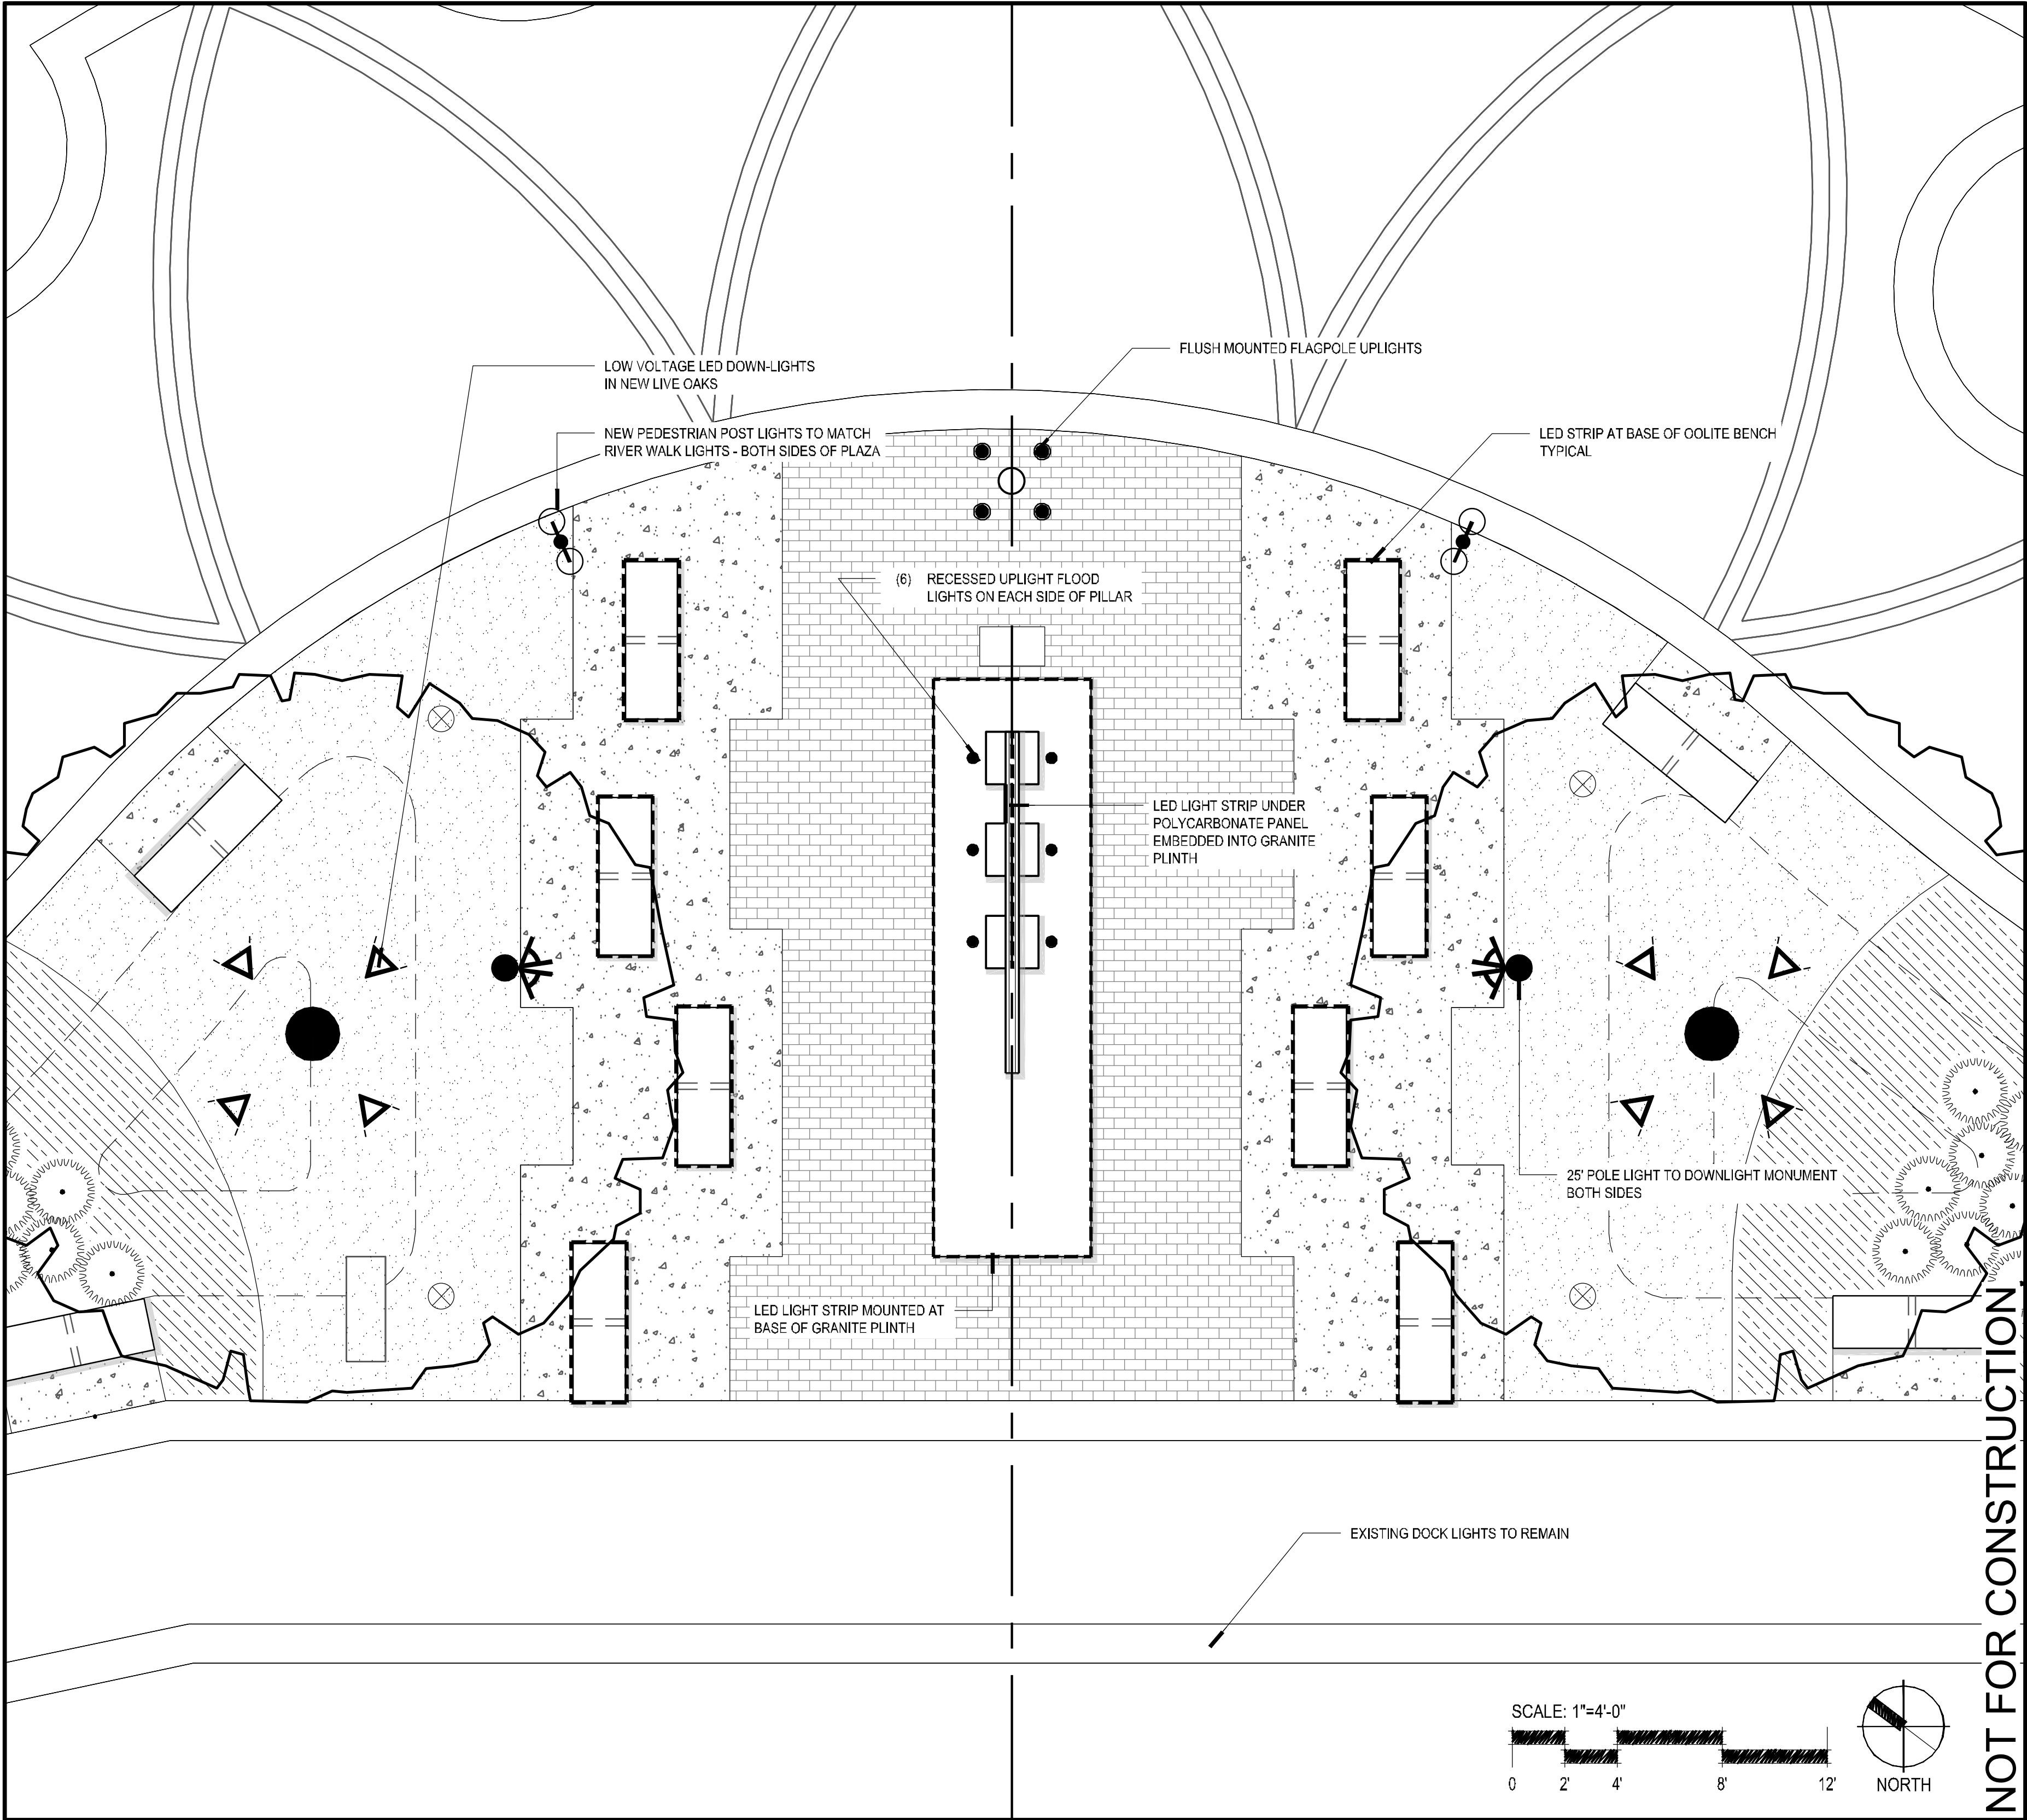 FLUSH MOUNTED FLAGPOLE UPLIGHTS
LOW VOLTAGE LED DOWN-LIGHTS
IN NEW LIVE OAKS
NEW PEDESTRIAN POST LIGHTS TO MATCH
RIVER WALK LIGHTS - BOTH SIDES OF PLAZA
LED STRIP AT BASE OF OOLITE BENCH
TYPICAL
(6) RECESSED UPLIGHT FLOOD
LIGHTS ON EACH SIDE OF PILLAR
LED LIGHT STRIP UNDER
POLYCARBONATE PANEL
EMBEDDED INTO GRANITE
PLINTH
25' POLE LIGHT TO DOWNLIGHT MONUMENT
BOTH SIDES
LED LIGHT STRIP MOUNTED AT
BASE OF GRANITE PLINTH
EXISTING DOCK LIGHTS TO REMAIN
SCALE: 1"=4'-0"
0 2' 4' 8' 12'
NORTH
NOT FOR CONSTRUCTION